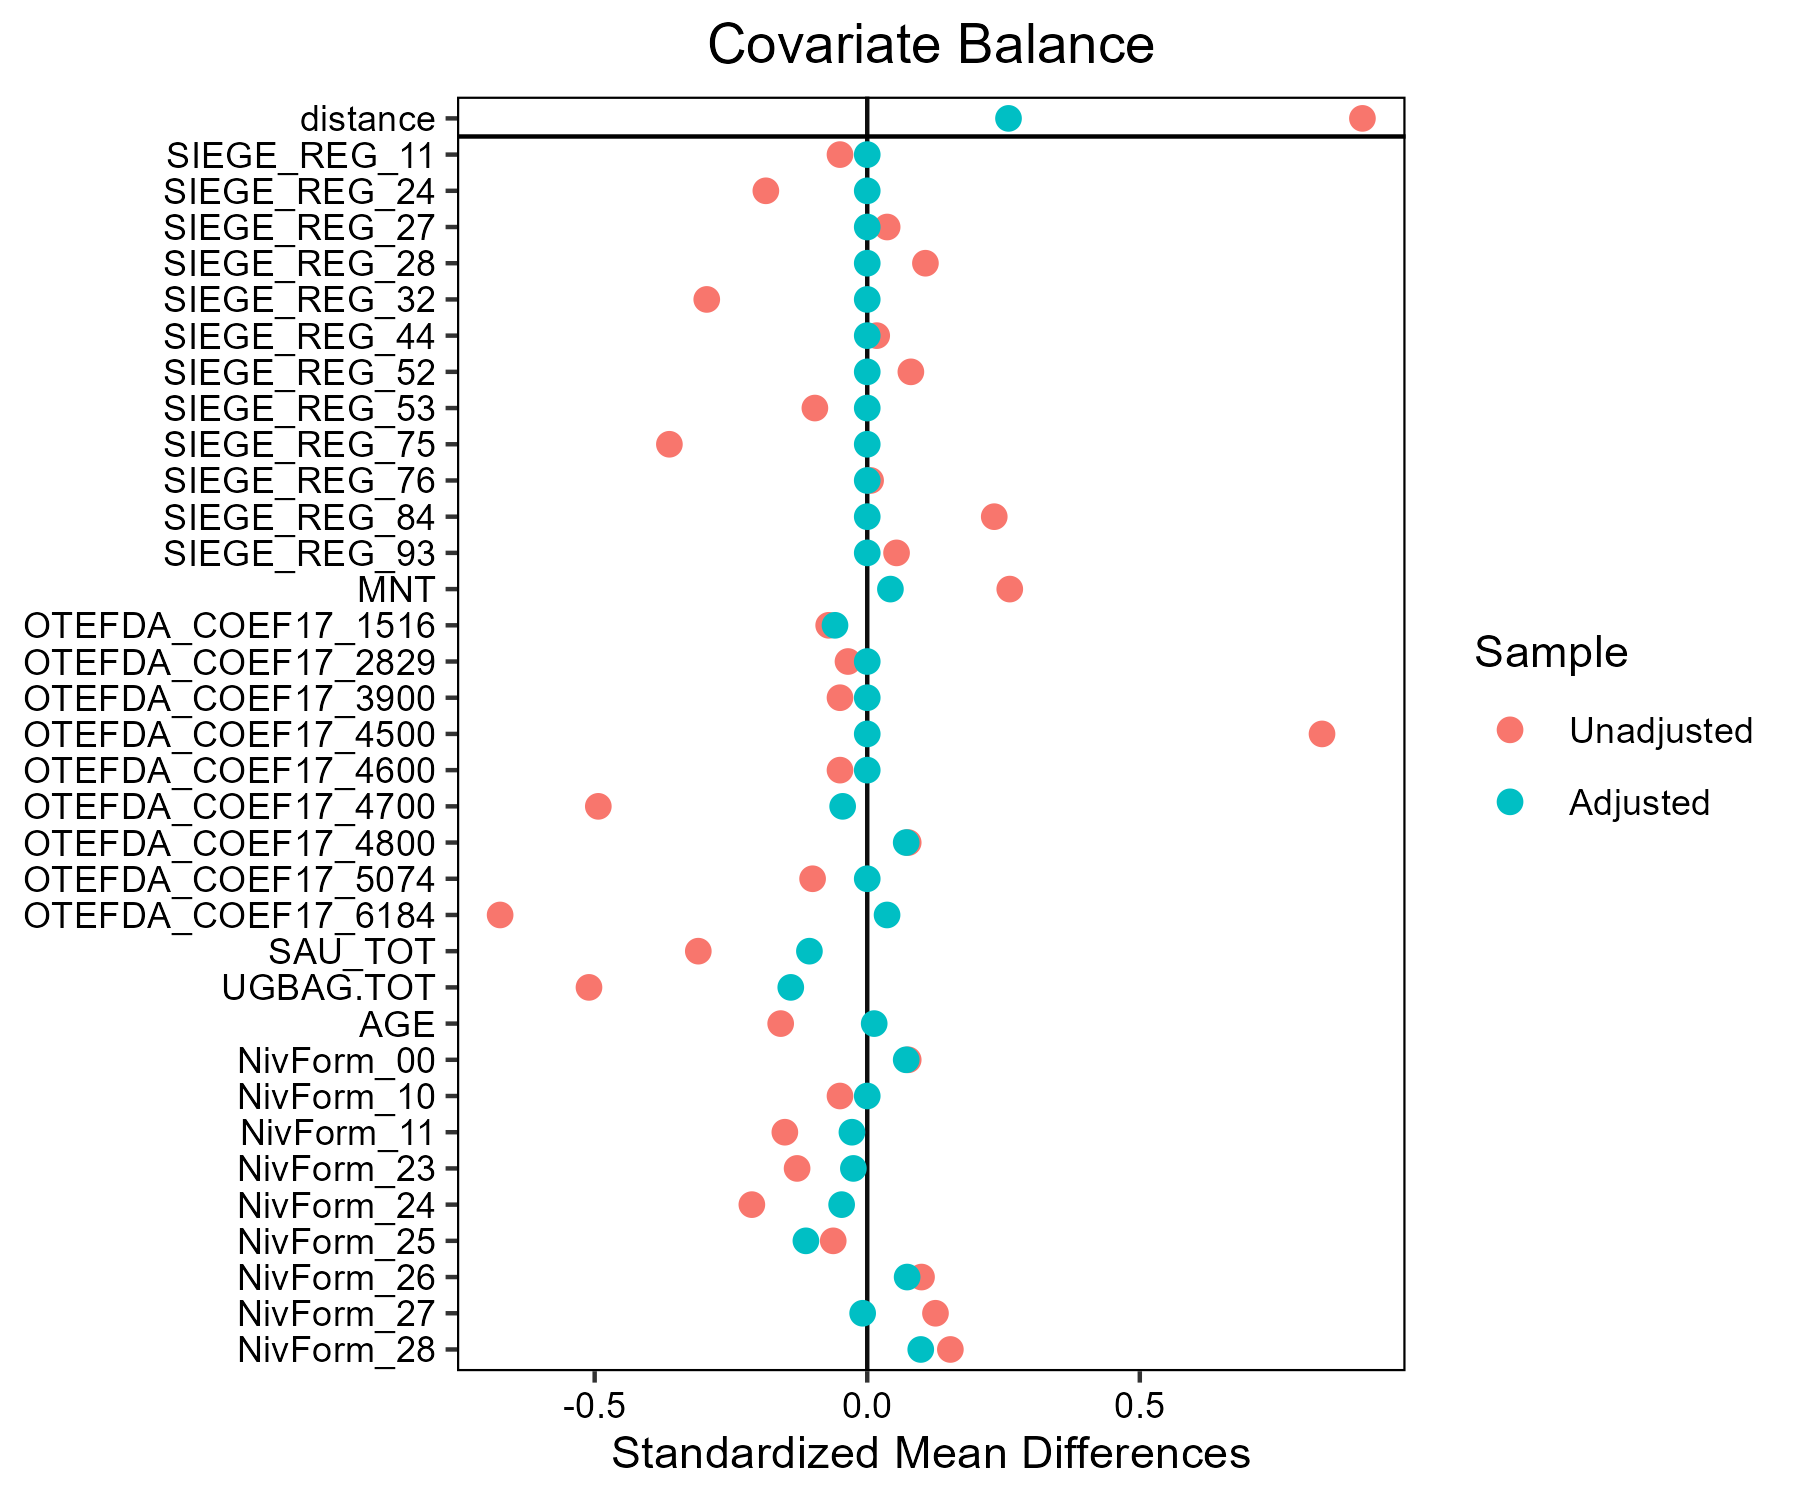 Covariate Balance
distance
SIEGE_REG_11
SIEGE_REG_24
SIEGE_REG_27
SIEGE_REG_28
SIEGE_REG_32
SIEGE_REG_44
SIEGE_REG_52
SIEGE_REG_53
SIEGE_REG_75
SIEGE_REG_76
SIEGE_REG_84
SIEGE_REG_93
MNT
OTEFDA_COEF17_1516
OTEFDA_COEF17_2829
OTEFDA_COEF17_3900
OTEFDA_COEF17_4500
OTEFDA_COEF17_4600
OTEFDA_COEF17_4700
OTEFDA_COEF17_4800
OTEFDA_COEF17_5074
OTEFDA_COEF17_6184
SAU_TOT
UGBAG.TOT
AGE
NivForm_00
NivForm_10
NivForm_11
NivForm_23
NivForm_24
NivForm_25
NivForm_26
NivForm_27
NivForm_28
-0.5 0.0 0.5
Standardized Mean Differences
Sample
Unadjusted
Adjusted